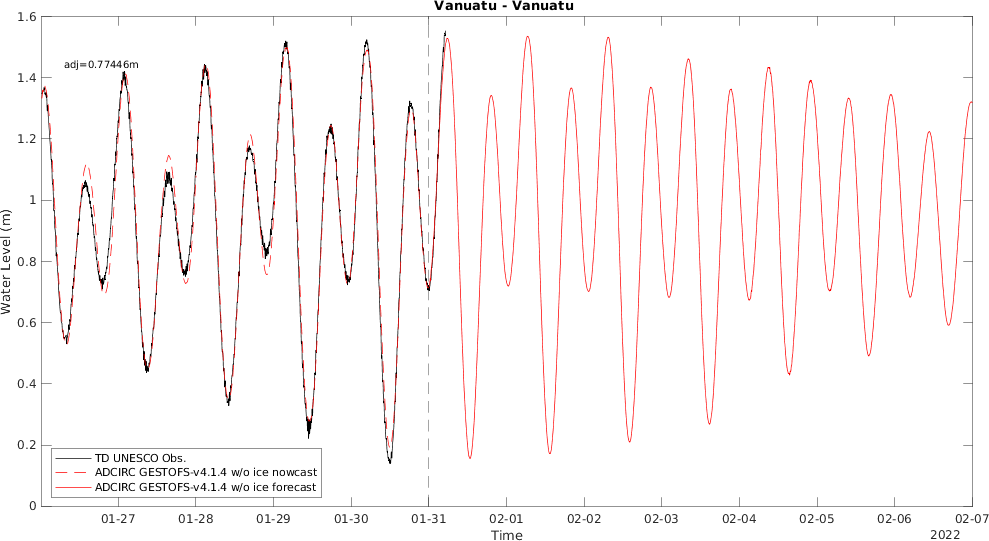 Vanuatu - Vanuatu
1.6
1.4
1.2
1
0.8
0.6
0.4
0.2
0
Water Level (m)
adj=0.77446m
TD UNESCO Obs.
ADCIRC GESTOFS-v4.1.4 w/o ice nowcast
ADCIRC GESTOFS-v4.1.4 w/o ice forecast
01-27 01-28 01-29 01-30 01-31 02-01 02-02 02-03 02-04 02-05 02-06 02-07
Time
2022